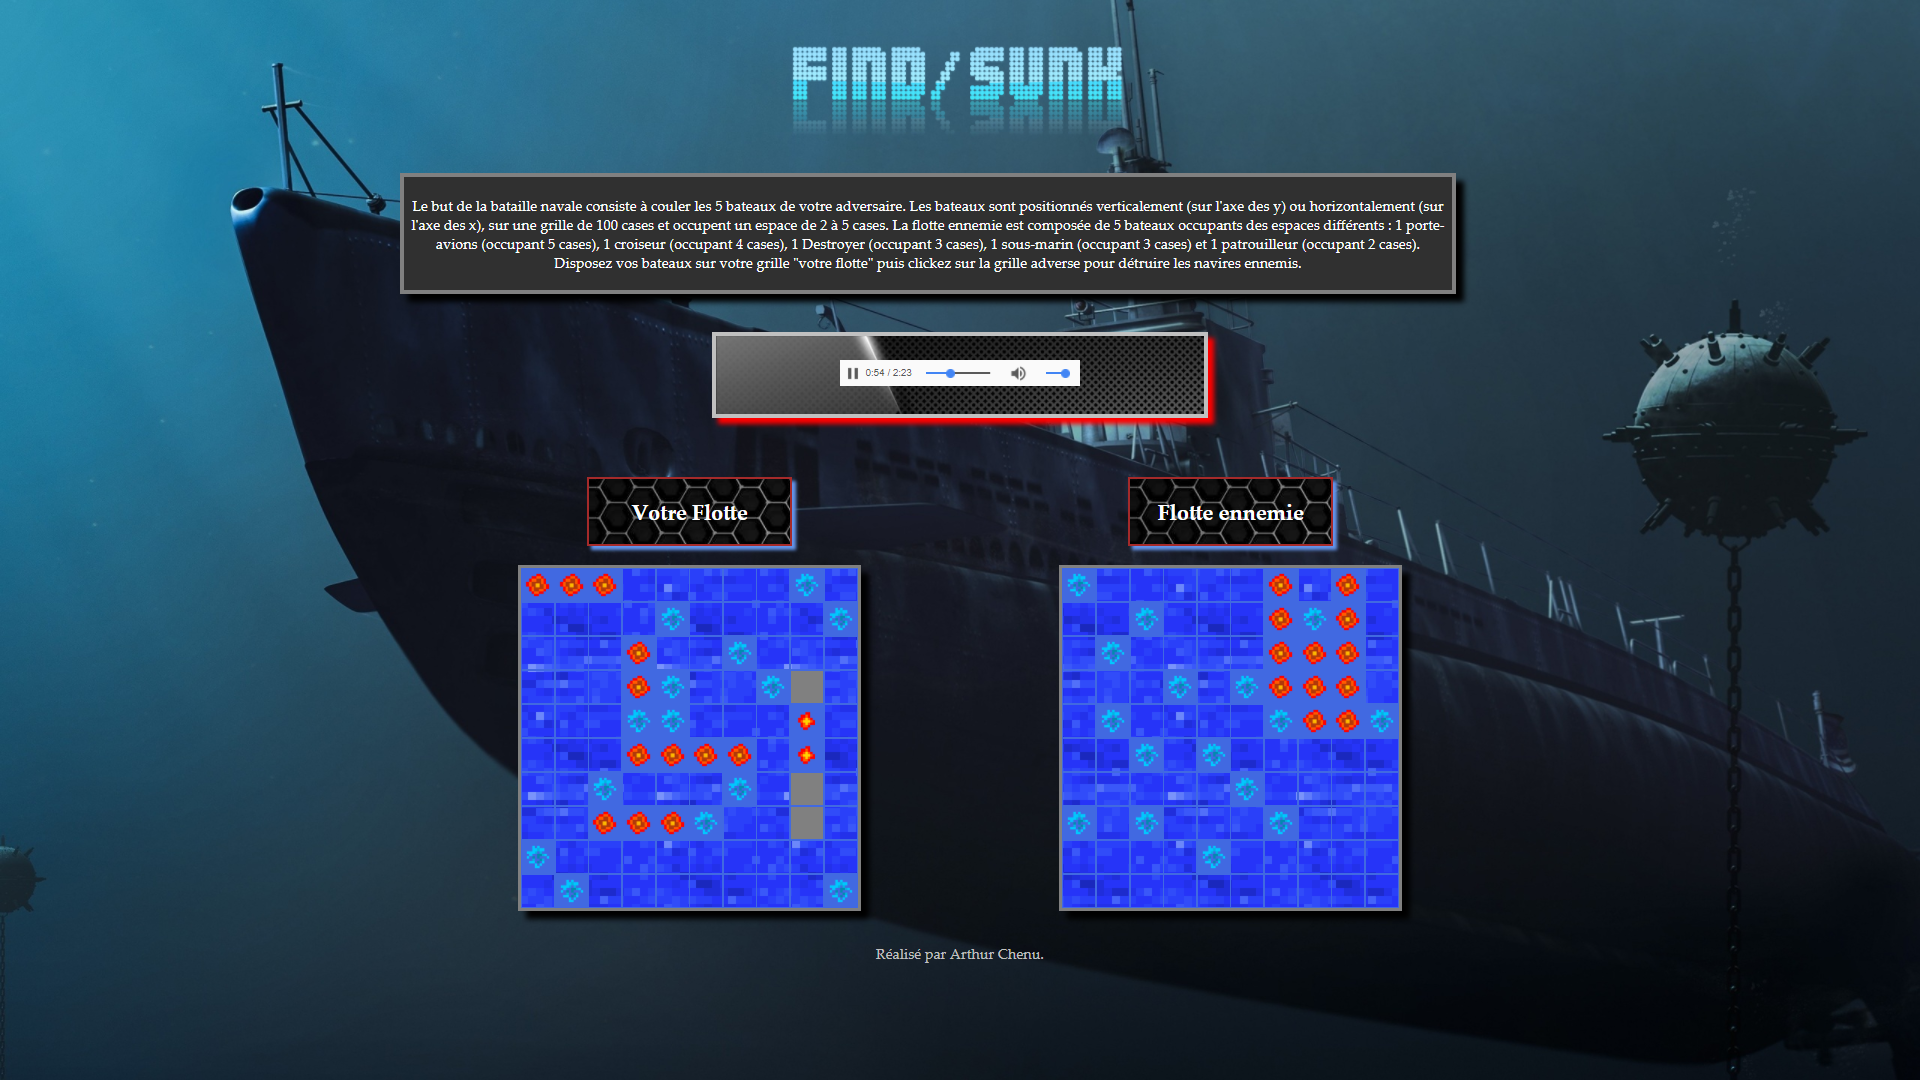 FIND/SUNK
Le but de la bataille navale consiste à couler les 5 bateaux de votre adversaire. Les bateaux sont positionnés verticalement (sur l'axe des y) ou horizontalement (sur
l'axe des x), sur une grille de 100 cases et occupent un espace de 2 à 5 cases. La flotte ennemie est composée de 5 bateaux occupants des espaces différents : 1 porte-
avions (occupant 5 cases), 1 croiseur (occupant 4 cases), 1 Destroyer (occupant 3 cases), 1 sous-marin (occupant 3 cases) et 1 patrouilleur (occupant 2 cases).
Disposez vos bateaux sur votre grille "votre flotte" puis clickez sur la grille adverse pour détruire les navires ennemis.
0:54 / 2:23
Votre Flotte
Flotte ennemie
Réalisé par Arthur Chenu.